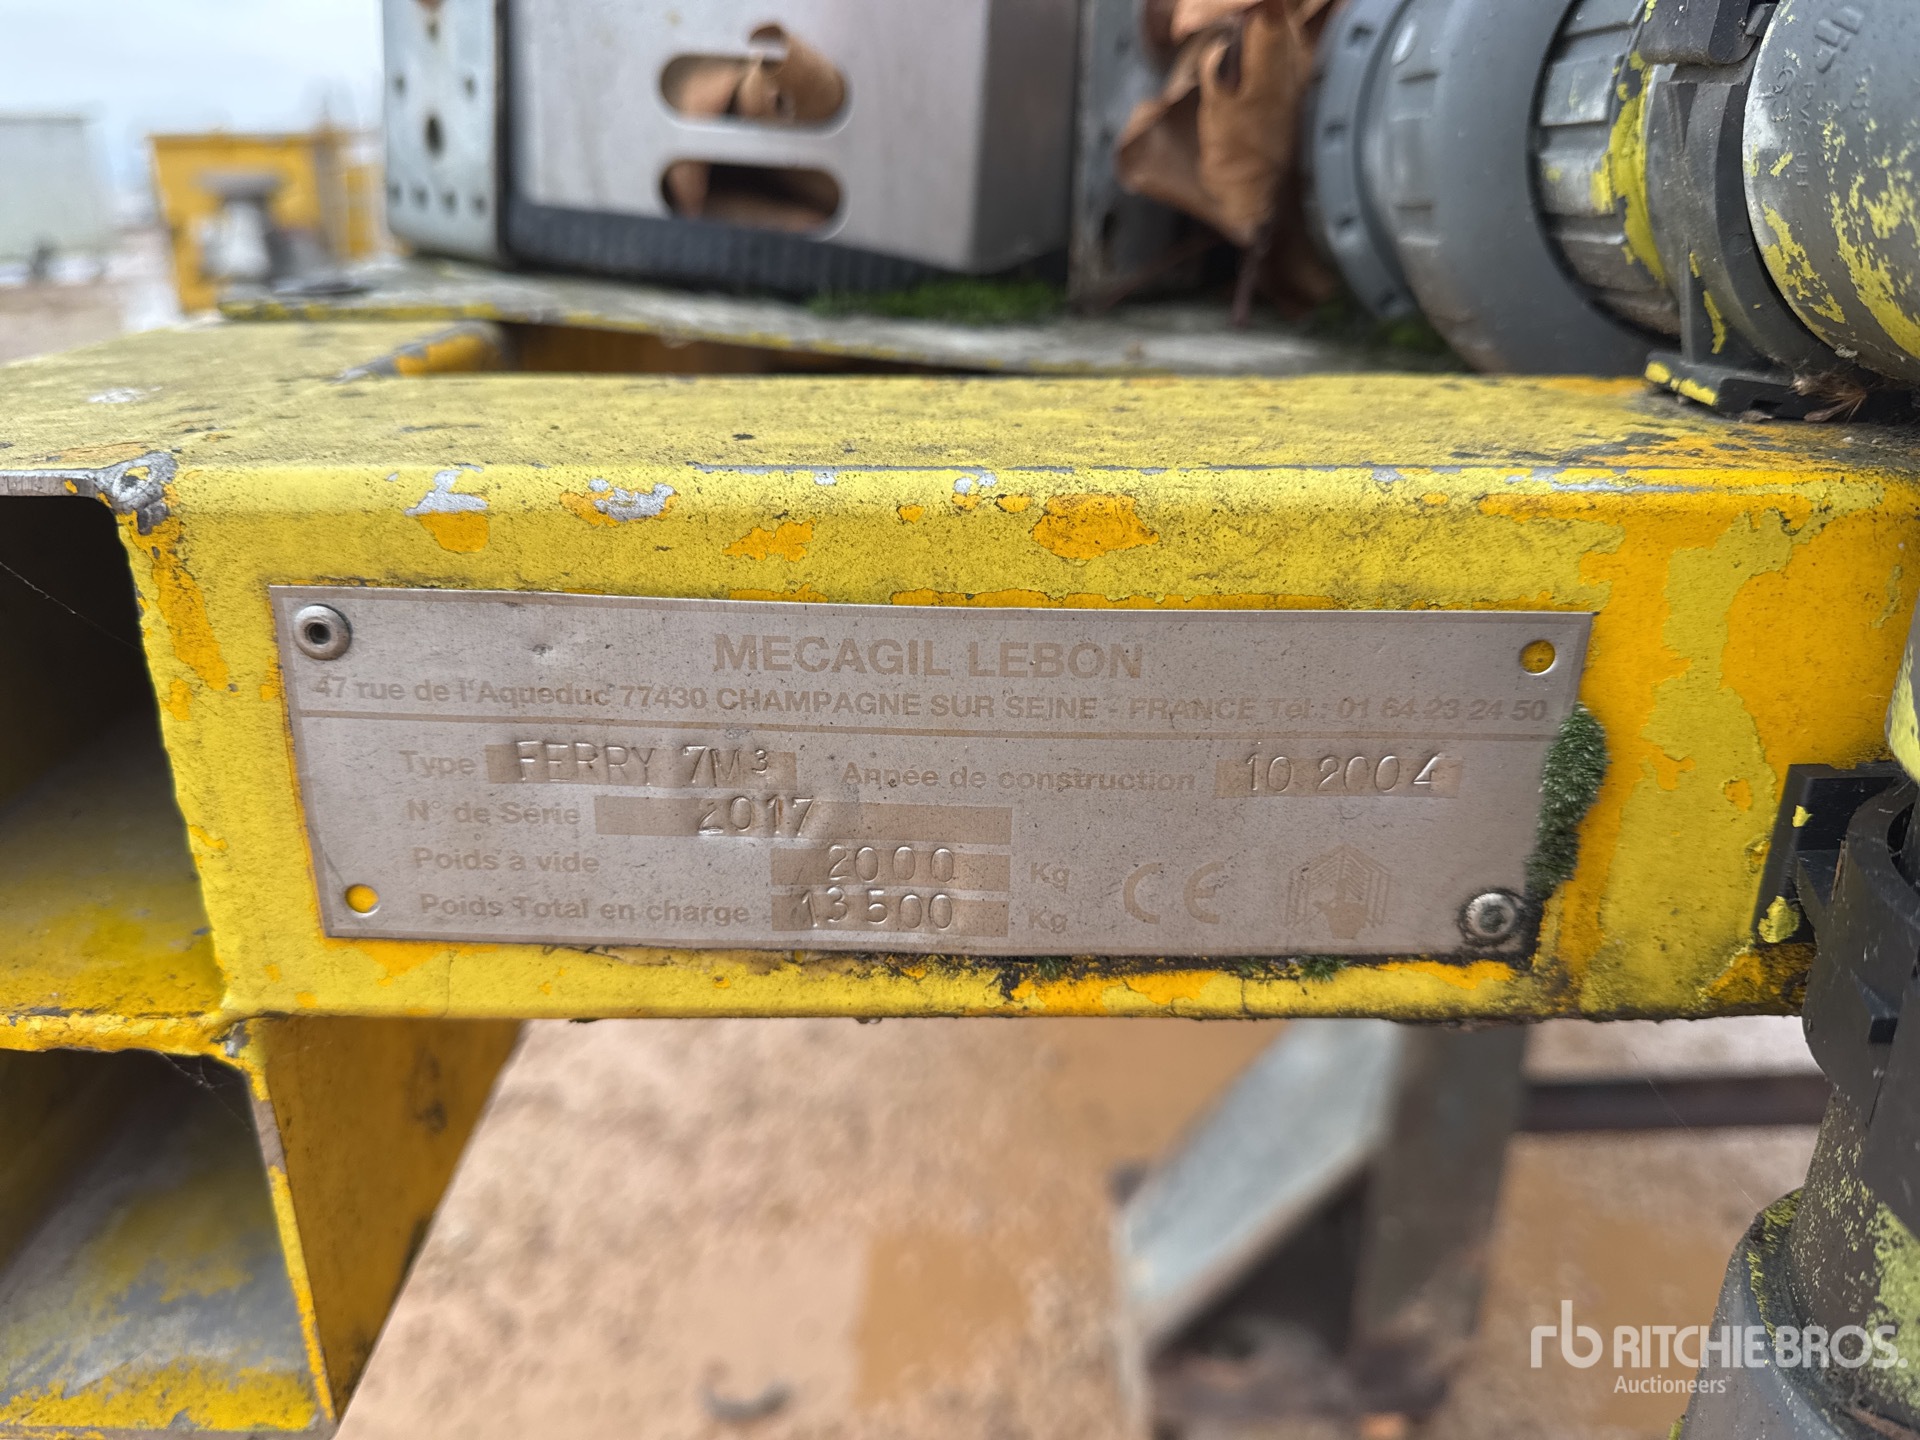 MECAGIL LEBON
47 rue de l'Aqueduc 77430 CHAMPAGNE SUR SEINE - FRANCE Tél.: 01 64 23 24 50
Type FERRY 7M³ Année de construction 10 2004
N° de Série 2017
Poids à vide 2000 Kg
Poids Total en charge 13500 Kg
CE
rb RITCHIE BROS.
Auctioneers